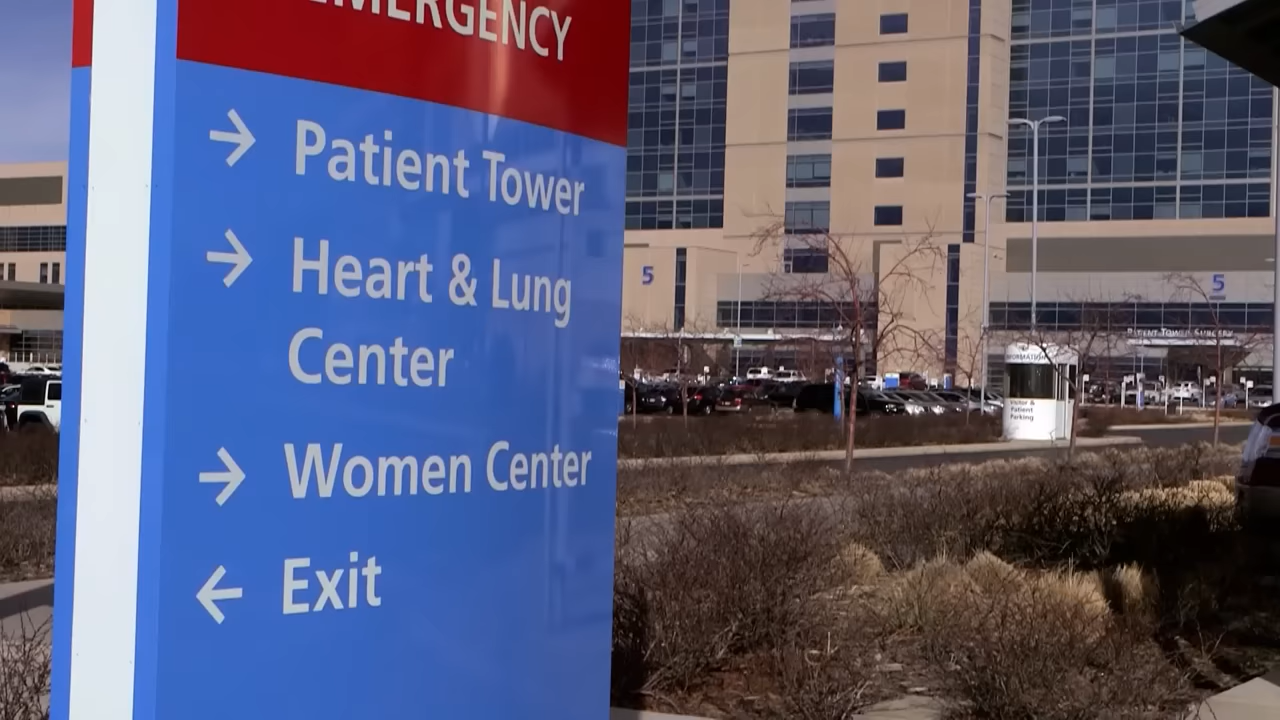 EMERGENCY
→ Patient Tower
→ Heart & Lung
Center
→ Women Center
← Exit
5
5
PATIENT TOWER SURGERY
INFORMATION
Visitor &
Patient
Parking